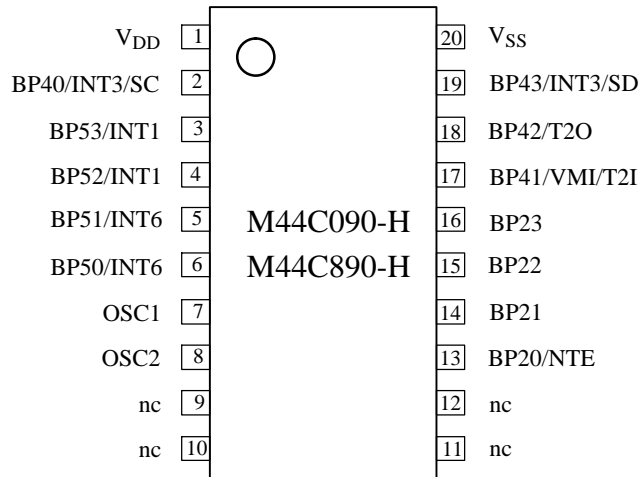 VDD 1 20 VSS
BP40/INT3/SC 2 19 BP43/INT3/SD
BP53/INT1 3 18 BP42/T2O
BP52/INT1 4 17 BP41/VMI/T2I
BP51/INT6 5 M44C090-H 16 BP23
BP50/INT6 6 M44C890-H 15 BP22
OSC1 7 14 BP21
OSC2 8 13 BP20/NTE
nc 9 12 nc
nc 10 11 nc